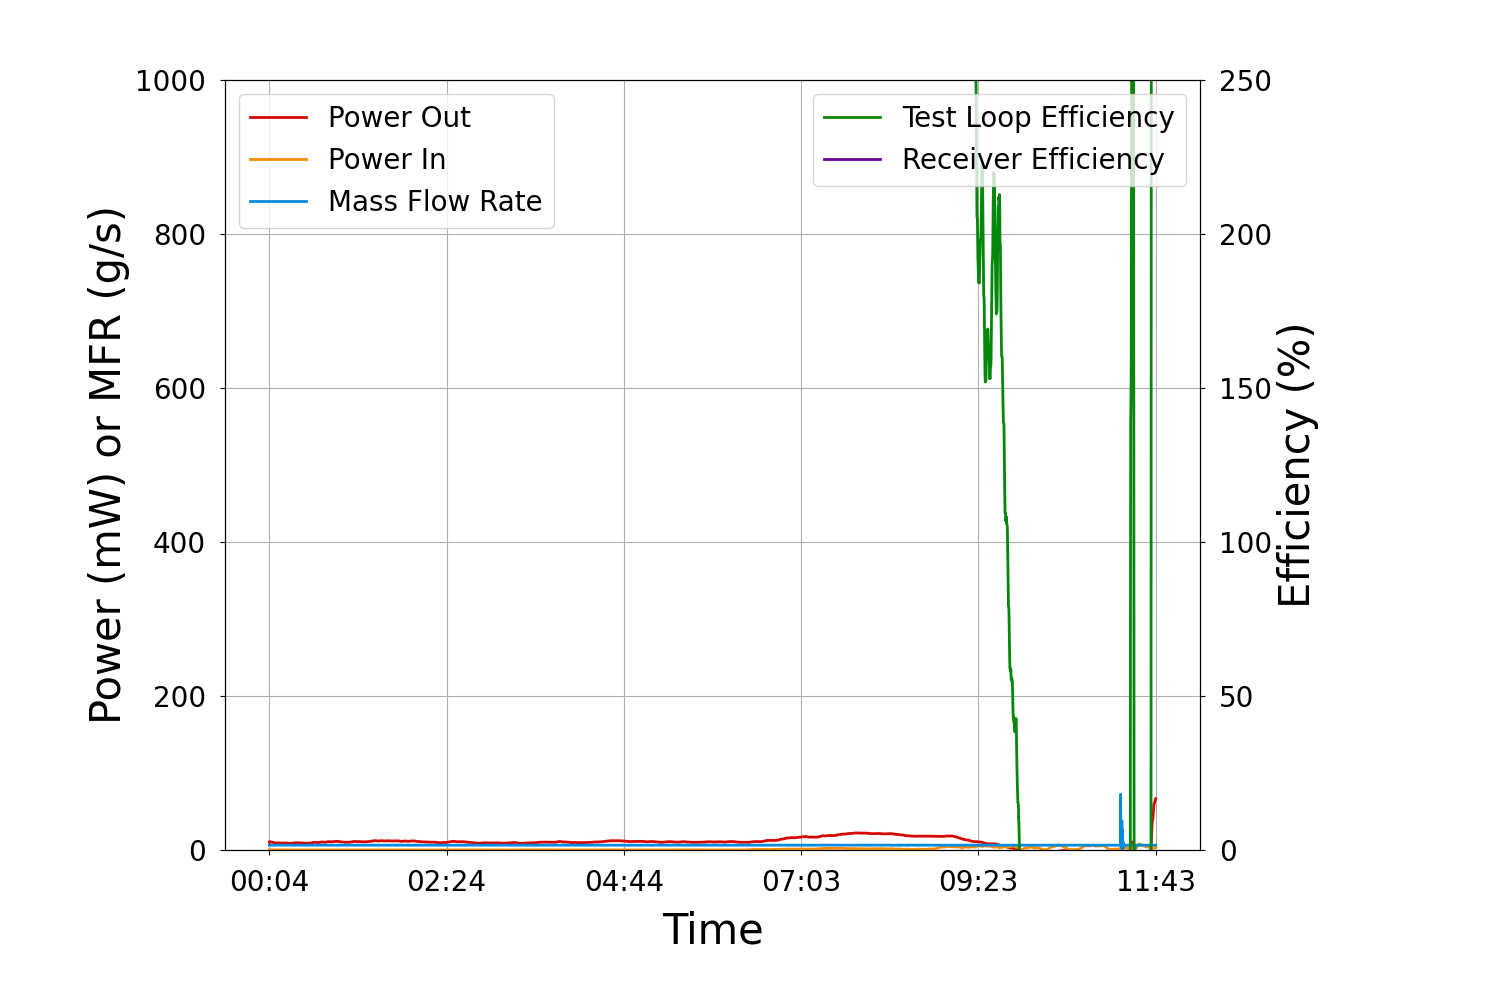 Power Out
Power In
Mass Flow Rate
Test Loop Efficiency
Receiver Efficiency
1000
800
600
400
200
0
Power (mW) or MFR (g/s)
250
200
150
100
50
0
Efficiency (%)
00:04 02:24 04:44 07:03 09:23 11:43
Time